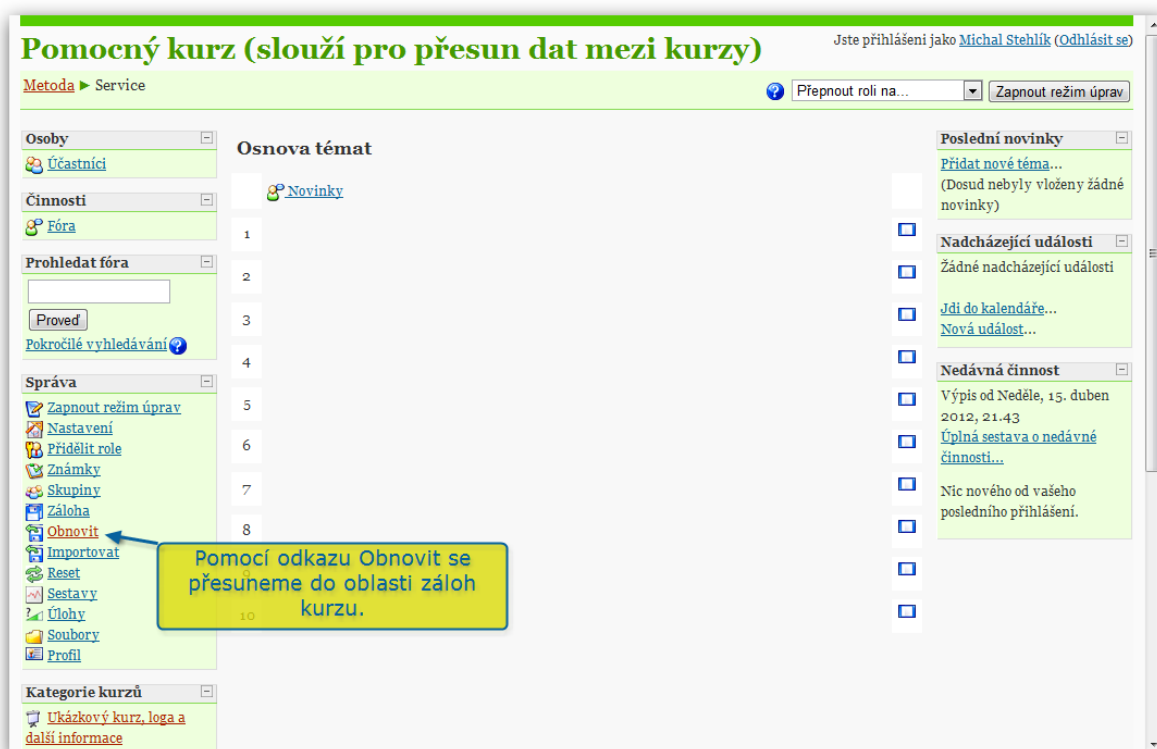 Pomocný kurz (slouží pro přesun dat mezi kurzy)
Jste přihlášeni jako Michal Stehlík (Odhlásit se)
Metoda ► Service
Přepnout roli na...
Zapnout režim úprav
Osoby
Účastníci
Činnosti
Fóra
Prohledat fóra
Proveď
Pokročilé vyhledávání
Správa
Zapnout režim úprav
Nastavení
Přidělit role
Známky
Skupiny
Záloha
Obnovit
Importovat
Reset
Sestavy
Úlohy
Soubory
Profil
Kategorie kurzů
Ukázkový kurz, loga a
další informace
Osnova témat
Novinky
1
2
3
4
5
6
7
8
9
10
Pomocí odkazu Obnovit se
přesuneme do oblasti záloh
kurzu.
Poslední novinky
Přidat nové téma...
(Dosud nebyly vloženy žádné
novinky)
Nadcházející události
Žádné nadcházející události
Jdi do kalendáře...
Nová událost...
Nedávná činnost
Výpis od Neděle, 15. duben
2012, 21.43
Úplná sestava o nedávné
činnosti...
Nic nového od vašeho
posledního přihlášení.